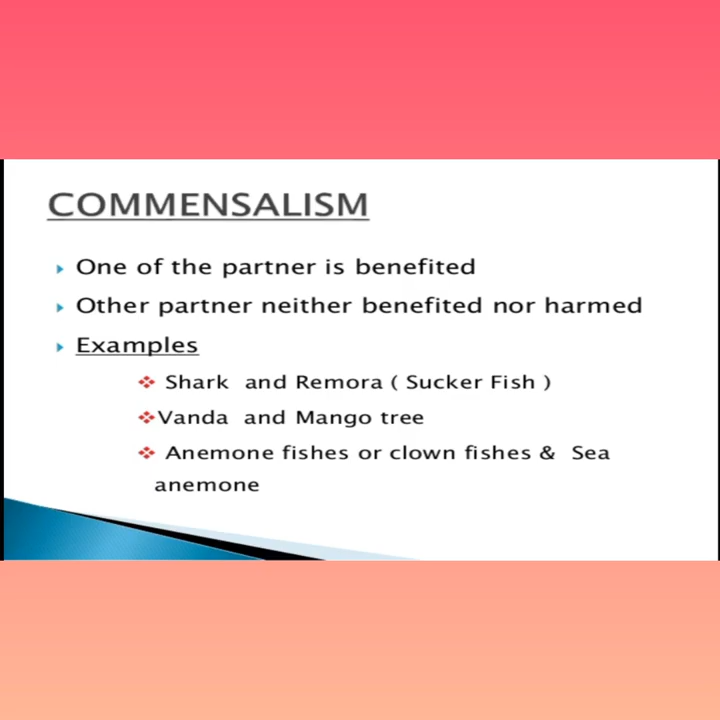 COMMENSALISM
One of the partner is benefited
Other partner neither benefited nor harmed
Examples
Shark and Remora ( Sucker Fish )
Vanda and Mango tree
Anemone fishes or clown fishes & Sea
anemone